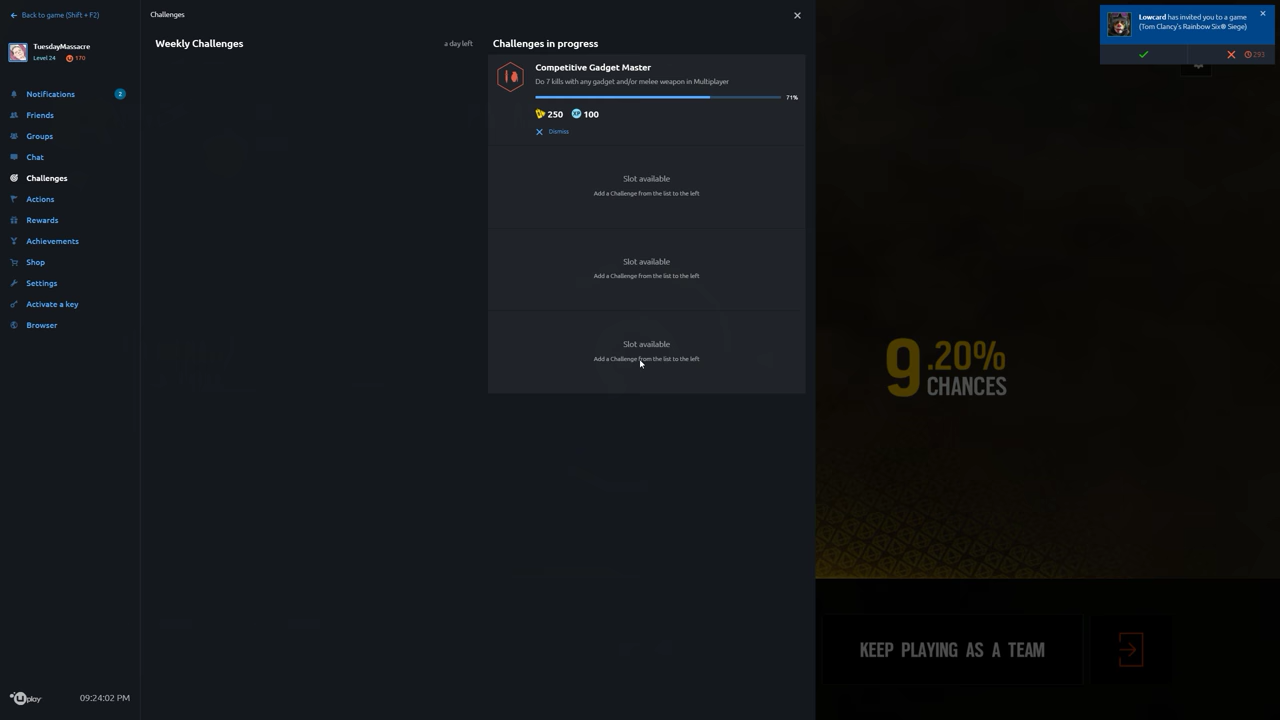 Back to game (Shift + F2)
TuesdayMassacre
Level 24 170
Notifications 2
Friends
Groups
Chat
Challenges
Actions
Rewards
Achievements
Shop
Settings
Activate a key
Browser
uplay 09:24:02 PM
Challenges
Weekly Challenges a day left
Challenges in progress
Competitive Gadget Master
Do 7 kills with any gadget and/or melee weapon in Multiplayer
71%
250 XP 100
Dismiss
Slot available
Add a Challenge from the list to the left
Slot available
Add a Challenge from the list to the left
Slot available
Add a Challenge from the list to the left
Lowcard has invited you to a game
(Tom Clancy's Rainbow Six® Siege)
293
9.20%
CHANCES
KEEP PLAYING AS A TEAM